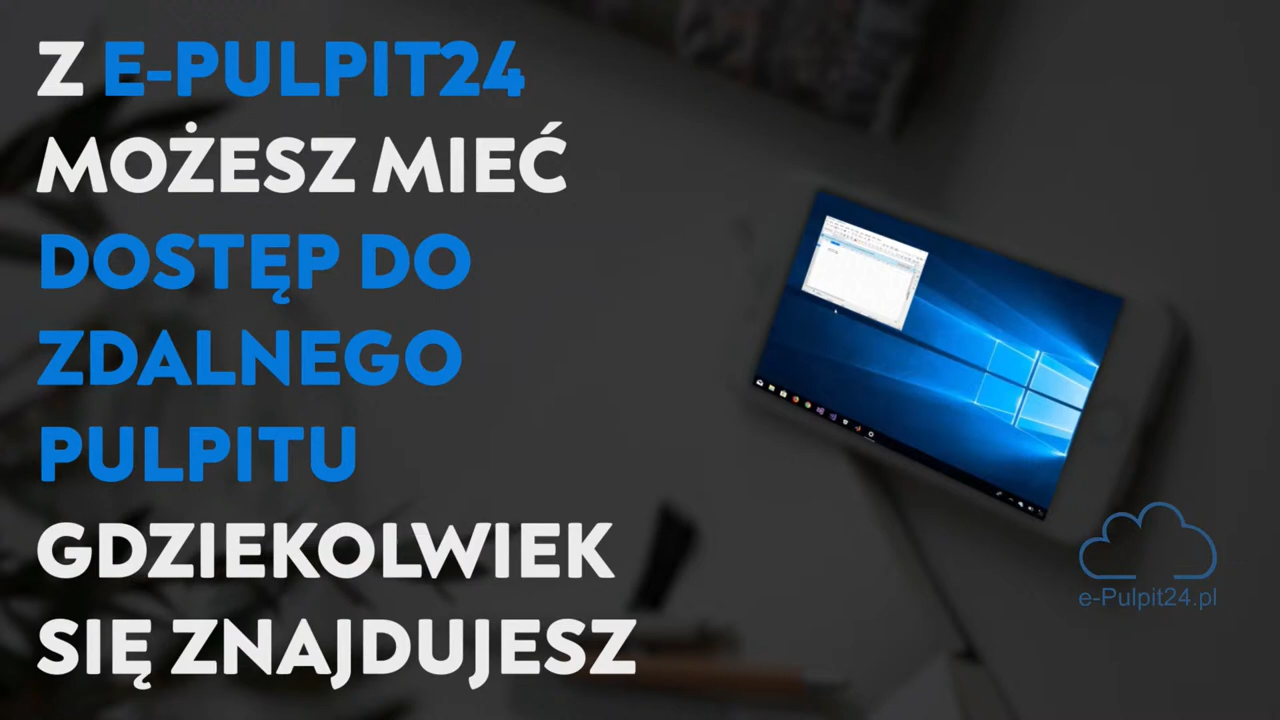 Z E-PULPIT24
MOŻESZ MIEĆ
DOSTĘP DO
ZDALNEGO
PULPITU
GDZIEKOLWIEK
SIĘ ZNAJDUJESZ
e-Pulpit24.pl